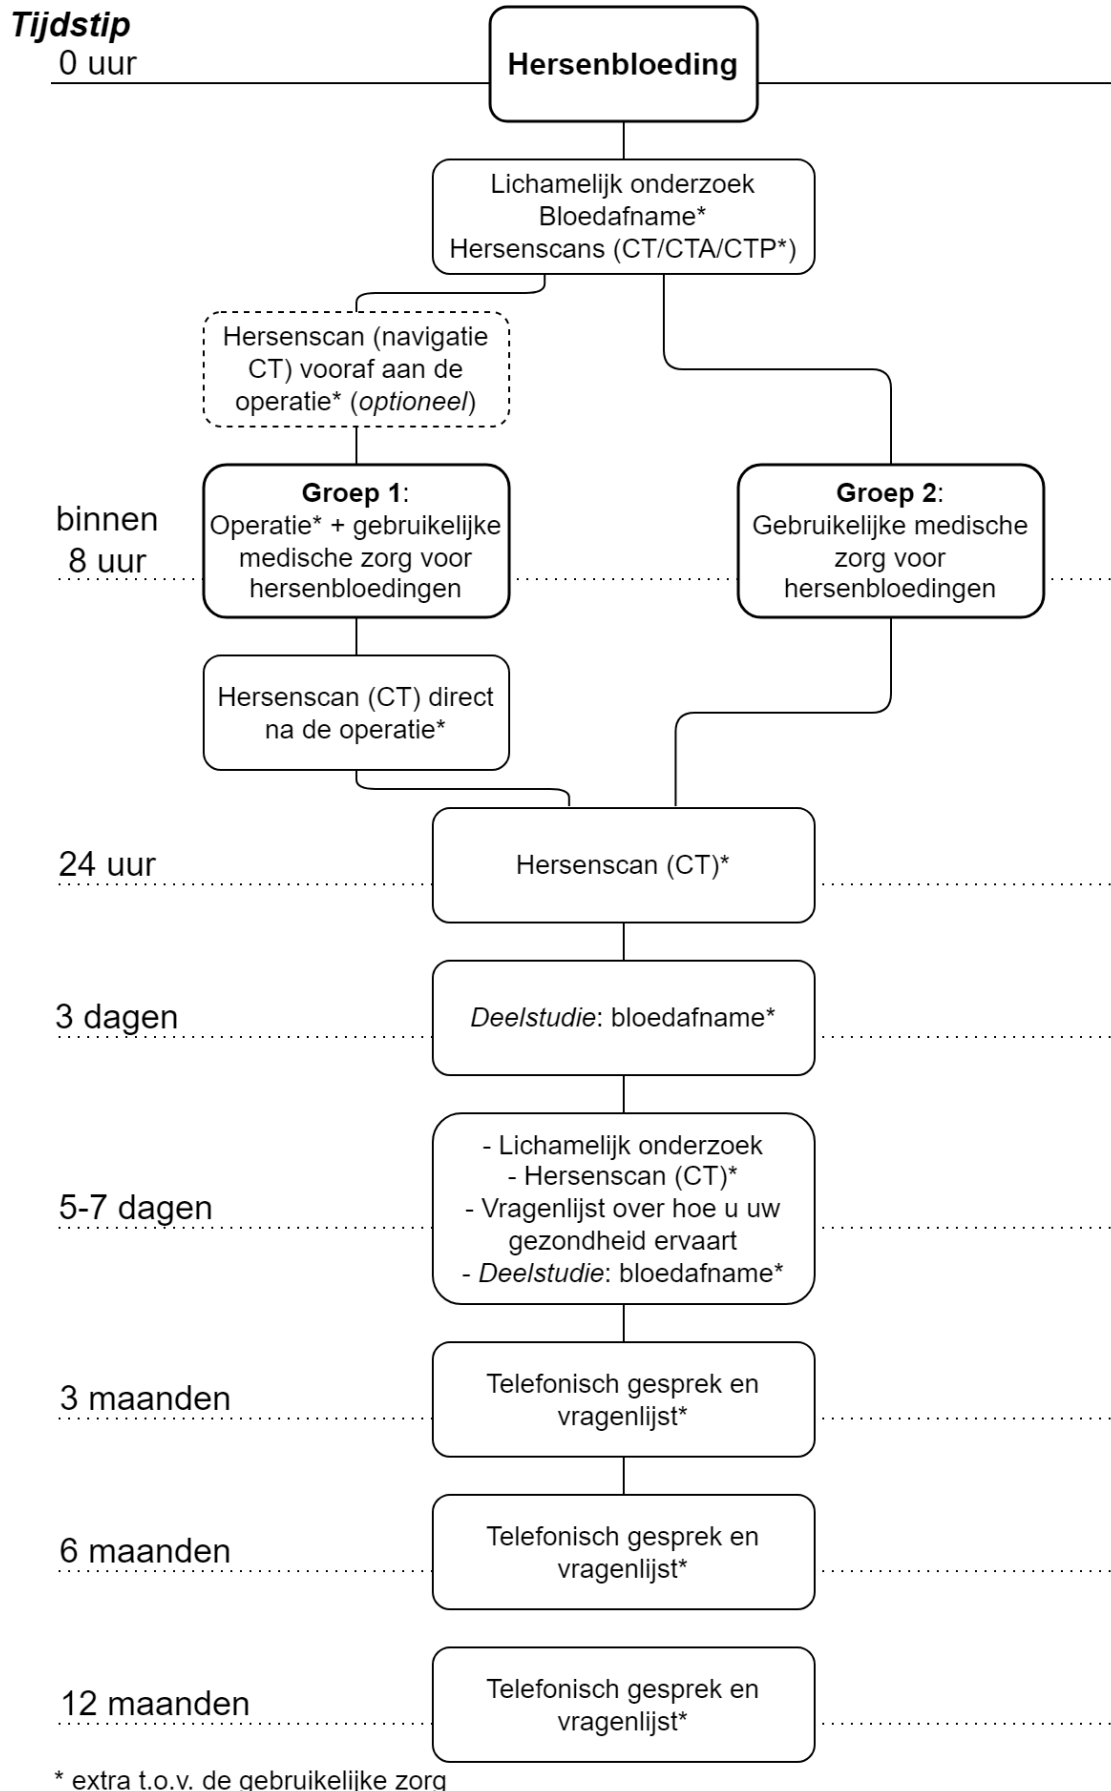 Tijdstip
0 uur
Hersenbloeding
Lichamelijk onderzoek
Bloedafname*
Hersenscans (CT/CTA/CTP*)
Hersenscan (navigatie
CT) vooraf aan de
operatie* (optioneel)
binnen
8 uur
Groep 1:
Operatie* + gebruikelijke
medische zorg voor
hersenbloedingen
Groep 2:
Gebruikelijke medische
zorg voor
hersenbloedingen
Hersenscan (CT) direct
na de operatie*
24 uur
Hersenscan (CT)*
3 dagen
Deelstudie: bloedafname*
5-7 dagen
- Lichamelijk onderzoek
- Hersenscan (CT)*
- Vragenlijst over hoe u uw
gezondheid ervaart
- Deelstudie: bloedafname*
3 maanden
Telefonisch gesprek en
vragenlijst*
6 maanden
Telefonisch gesprek en
vragenlijst*
12 maanden
Telefonisch gesprek en
vragenlijst*
* extra t.o.v. de gebruikelijke zorg